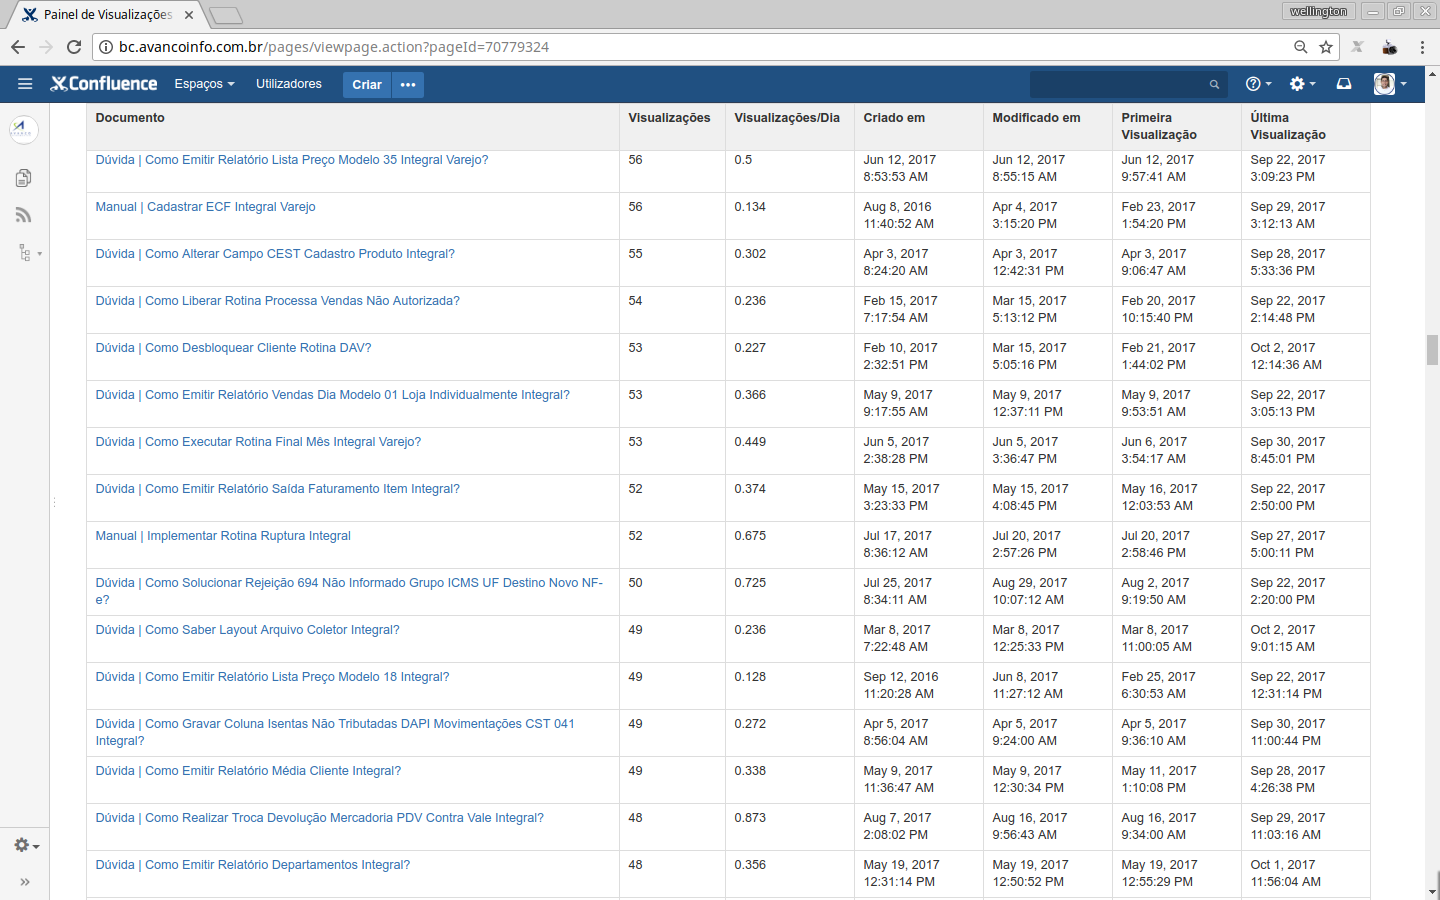 Painel de Visualizações
wellington
bc.avancoinfo.com.br/pages/viewpage.action?pageId=70779324
Confluence Espaços Utilizadores Criar •••
Documento Visualizações Visualizações/Dia Criado em Modificado em Primeira Visualização Última Visualização
Dúvida | Como Emitir Relatório Lista Preço Modelo 35 Integral Varejo? 56 0.5 Jun 12, 2017 Jun 12, 2017 Jun 12, 2017 Sep 22, 2017
8:53:53 AM 8:55:15 AM 9:57:41 AM 3:09:23 PM
Manual | Cadastrar ECF Integral Varejo 56 0.134 Aug 8, 2016 Apr 4, 2017 Feb 23, 2017 Sep 29, 2017
11:40:52 AM 3:15:20 PM 1:54:20 PM 3:12:13 AM
Dúvida | Como Alterar Campo CEST Cadastro Produto Integral? 55 0.302 Apr 3, 2017 Apr 3, 2017 Apr 3, 2017 Sep 28, 2017
8:24:20 AM 12:42:31 PM 9:06:47 AM 5:33:36 PM
Dúvida | Como Liberar Rotina Processa Vendas Não Autorizada? 54 0.236 Feb 15, 2017 Mar 15, 2017 Feb 20, 2017 Sep 22, 2017
7:17:54 AM 5:13:12 PM 10:15:40 PM 2:14:48 PM
Dúvida | Como Desbloquear Cliente Rotina DAV? 53 0.227 Feb 10, 2017 Mar 15, 2017 Feb 21, 2017 Oct 2, 2017
2:32:51 PM 5:05:16 PM 1:44:02 PM 12:14:36 AM
Dúvida | Como Emitir Relatório Vendas Dia Modelo 01 Loja Individualmente Integral? 53 0.366 May 9, 2017 May 9, 2017 May 9, 2017 Sep 22, 2017
9:17:55 AM 12:37:11 PM 9:53:51 AM 3:05:13 PM
Dúvida | Como Executar Rotina Final Mês Integral Varejo? 53 0.449 Jun 5, 2017 Jun 5, 2017 Jun 6, 2017 Sep 30, 2017
2:38:28 PM 3:36:47 PM 3:54:17 AM 8:45:01 PM
Dúvida | Como Emitir Relatório Saída Faturamento Item Integral? 52 0.374 May 15, 2017 May 15, 2017 May 16, 2017 Sep 22, 2017
3:23:33 PM 4:08:45 PM 12:03:53 AM 2:50:00 PM
Manual | Implementar Rotina Ruptura Integral 52 0.675 Jul 17, 2017 Jul 20, 2017 Jul 20, 2017 Sep 27, 2017
8:36:12 AM 2:57:26 PM 2:58:46 PM 5:00:11 PM
Dúvida | Como Solucionar Rejeição 694 Não Informado Grupo ICMS UF Destino Novo NF- 50 0.725 Jul 25, 2017 Aug 29, 2017 Aug 2, 2017 Sep 22, 2017
e? 8:34:11 AM 10:07:12 AM 9:19:50 AM 2:20:00 PM
Dúvida | Como Saber Layout Arquivo Coletor Integral? 49 0.236 Mar 8, 2017 Mar 8, 2017 Mar 8, 2017 Oct 2, 2017
7:22:48 AM 12:25:33 PM 11:00:05 AM 9:01:15 AM
Dúvida | Como Emitir Relatório Lista Preço Modelo 18 Integral? 49 0.128 Sep 12, 2016 Jun 8, 2017 Feb 25, 2017 Sep 22, 2017
11:20:28 AM 11:27:12 AM 6:30:53 AM 12:31:14 PM
Dúvida | Como Gravar Coluna Isentas Não Tributadas DAPI Movimentações CST 041 49 0.272 Apr 5, 2017 Apr 5, 2017 Apr 5, 2017 Sep 30, 2017
Integral? 8:56:04 AM 9:24:00 AM 9:36:10 AM 11:00:44 PM
Dúvida | Como Emitir Relatório Média Cliente Integral? 49 0.338 May 9, 2017 May 9, 2017 May 11, 2017 Sep 28, 2017
11:36:47 AM 12:30:34 PM 1:10:08 PM 4:26:38 PM
Dúvida | Como Realizar Troca Devolução Mercadoria PDV Contra Vale Integral? 48 0.873 Aug 7, 2017 Aug 16, 2017 Aug 16, 2017 Sep 29, 2017
2:08:02 PM 9:56:43 AM 9:34:00 AM 11:03:16 AM
Dúvida | Como Emitir Relatório Departamentos Integral? 48 0.356 May 19, 2017 May 19, 2017 May 19, 2017 Oct 1, 2017
12:31:14 PM 12:50:52 PM 12:55:29 PM 11:56:04 AM